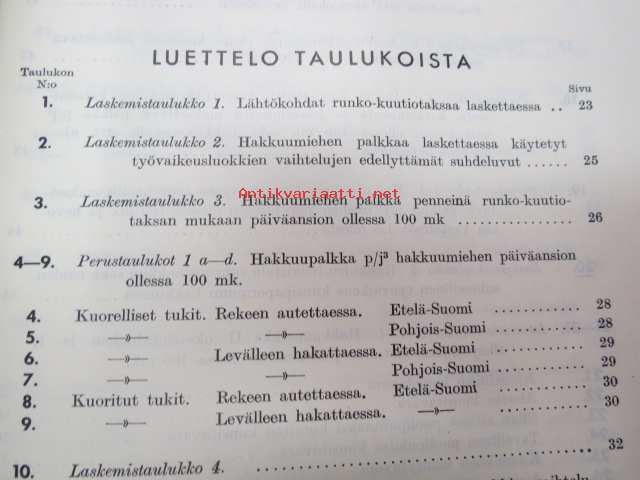 LUETTELO TAULUKOISTA
Taulukon
N:o
Sivu
1. Laskemistaulukko 1. Lähtökohdat runko-kuutiotaksaa laskettaessa .. 23
2. Laskemistaulukko 2. Hakkuumiehen palkkaa laskettaessa käytetyt
työvaikeusluokkien vaihtelujen edellyttämät suhdeluvut ...... 25
Antikvariaatti.net
3. Laskemistaulukko 3. Hakkuumiehen palkka penneinä runko-kuutio-
taksan mukaan päiväansion ollessa 100 mk ............... 26
4—9. Perustaulukot 1 a—d. Hakkuupalkka p/j³ hakkuumiehen päiväansion
ollessa 100 mk.
4. Kuorelliset tukit. Rekeen autettaessa. Etelä-Suomi ............ 28
5. —»— —»— Pohjois-Suomi ............ 28
6. —»— Levälleen hakattaessa. Etelä-Suomi ............ 29
7. —»— —»— Pohjois-Suomi ............ 29
8. Kuoritut tukit. Rekeen autettaessa. Etelä-Suomi ............ 30
9. —»— Levälleen hakattaessa. —»— ............ 30
10. Laskemistaulukko 4. ............ 32